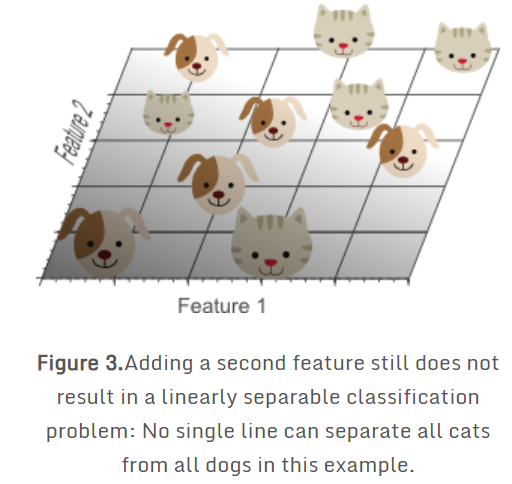 Feature 2
Feature 1
Figure 3.Adding a second feature still does not
result in a linearly separable classification
problem: No single line can separate all cats
from all dogs in this example.